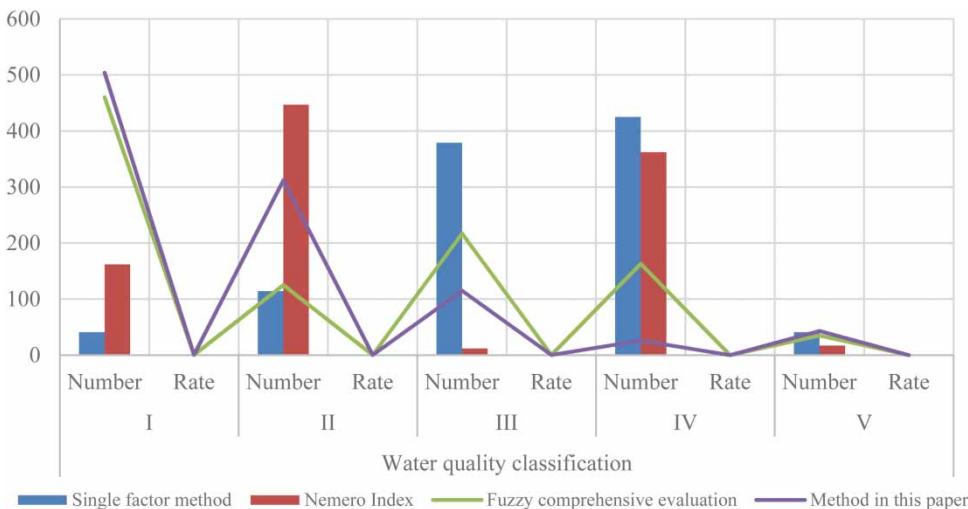 600
500
400
300
200
100
0
Number Rate Number Rate Number Rate Number Rate Number Rate
I II III IV V
Water quality classification
Single factor method Nemero Index Fuzzy comprehensive evaluation Method in this paper